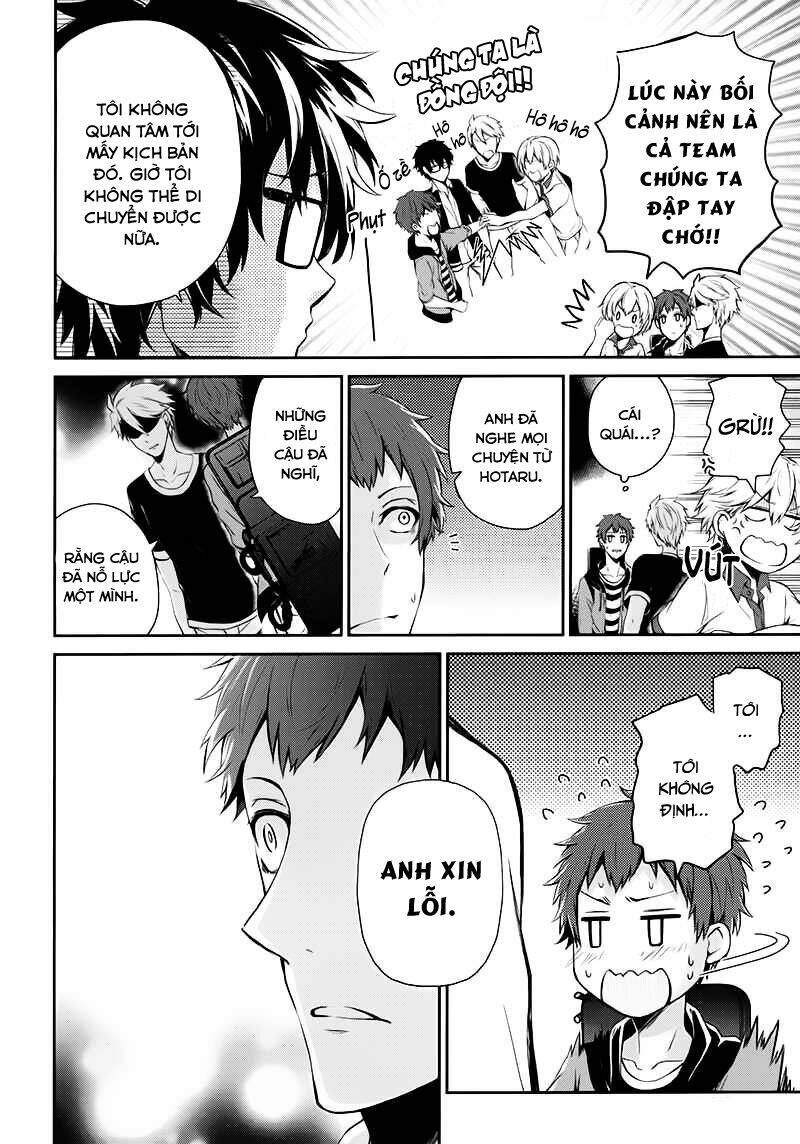 LÚC NÀY BỐI
CẢNH NÊN LÀ
CẢ TEAM
CHÚNG TA
ĐẬP TAY
CHỚ!!
CHÚNG TA LÀ
ĐỒNG ĐỘI!!!
Hô
hô
Hô hô hô
Ố zề
Phụt
TÔI KHÔNG
QUAN TÂM TỚI
MẤY KỊCH BẢN
ĐÓ. GIỜ TÔI
KHÔNG THỂ DI
CHUYỂN ĐƯỢC
NỮA.
GRỪ!!
CÁI
QUÁI...?
VÚT
ANH ĐÃ
NGHE MỌI
CHUYỆN TỪ
HOTARU.
NHỮNG
ĐIỀU
CẬU ĐÃ
NGHĨ,
RẰNG CẬU
ĐÃ NỖ LỰC
MỘT MÌNH.
TÔI
...
TÔI
KHÔNG
ĐỊNH...
ANH XIN
LỖI.